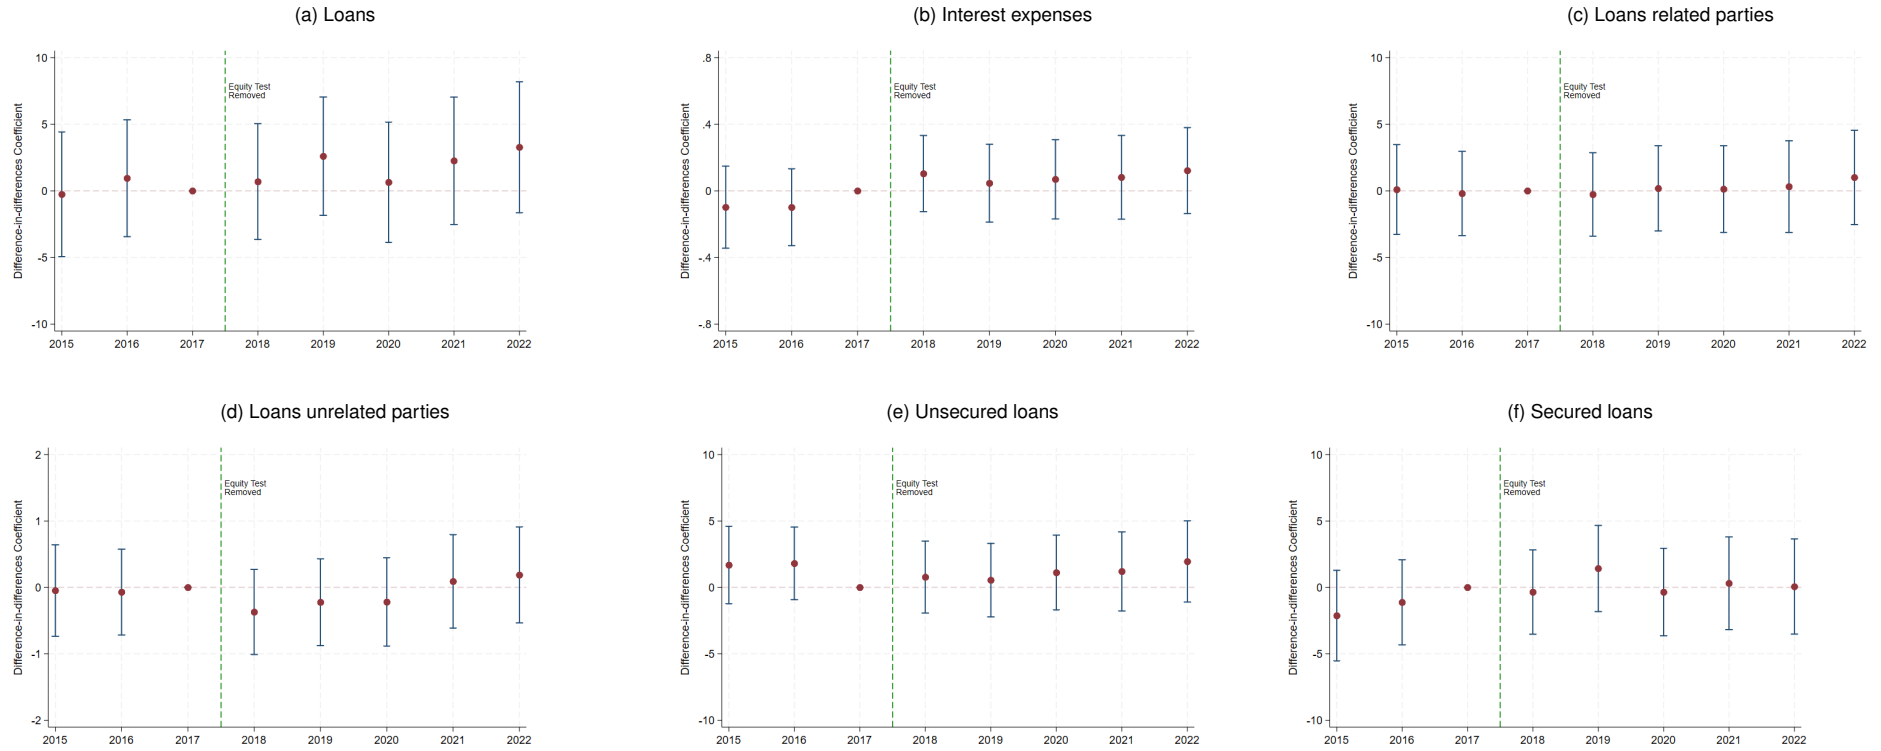 (a) Loans
Difference-in-differences Coefficient
10
5
0
-5
-10
Equity Test
Removed
2015 2016 2017 2018 2019 2020 2021 2022
(b) Interest expenses
Difference-in-differences Coefficient
.8
.4
0
-.4
-.8
Equity Test
Removed
2015 2016 2017 2018 2019 2020 2021 2022
(c) Loans related parties
Difference-in-differences Coefficient
10
5
0
-5
-10
Equity Test
Removed
2015 2016 2017 2018 2019 2020 2021 2022
(d) Loans unrelated parties
Difference-in-differences Coefficient
2
1
0
-1
-2
Equity Test
Removed
2015 2016 2017 2018 2019 2020 2021 2022
(e) Unsecured loans
Difference-in-differences Coefficient
10
5
0
-5
-10
Equity Test
Removed
2015 2016 2017 2018 2019 2020 2021 2022
(f) Secured loans
Difference-in-differences Coefficient
10
5
0
-5
-10
Equity Test
Removed
2015 2016 2017 2018 2019 2020 2021 2022